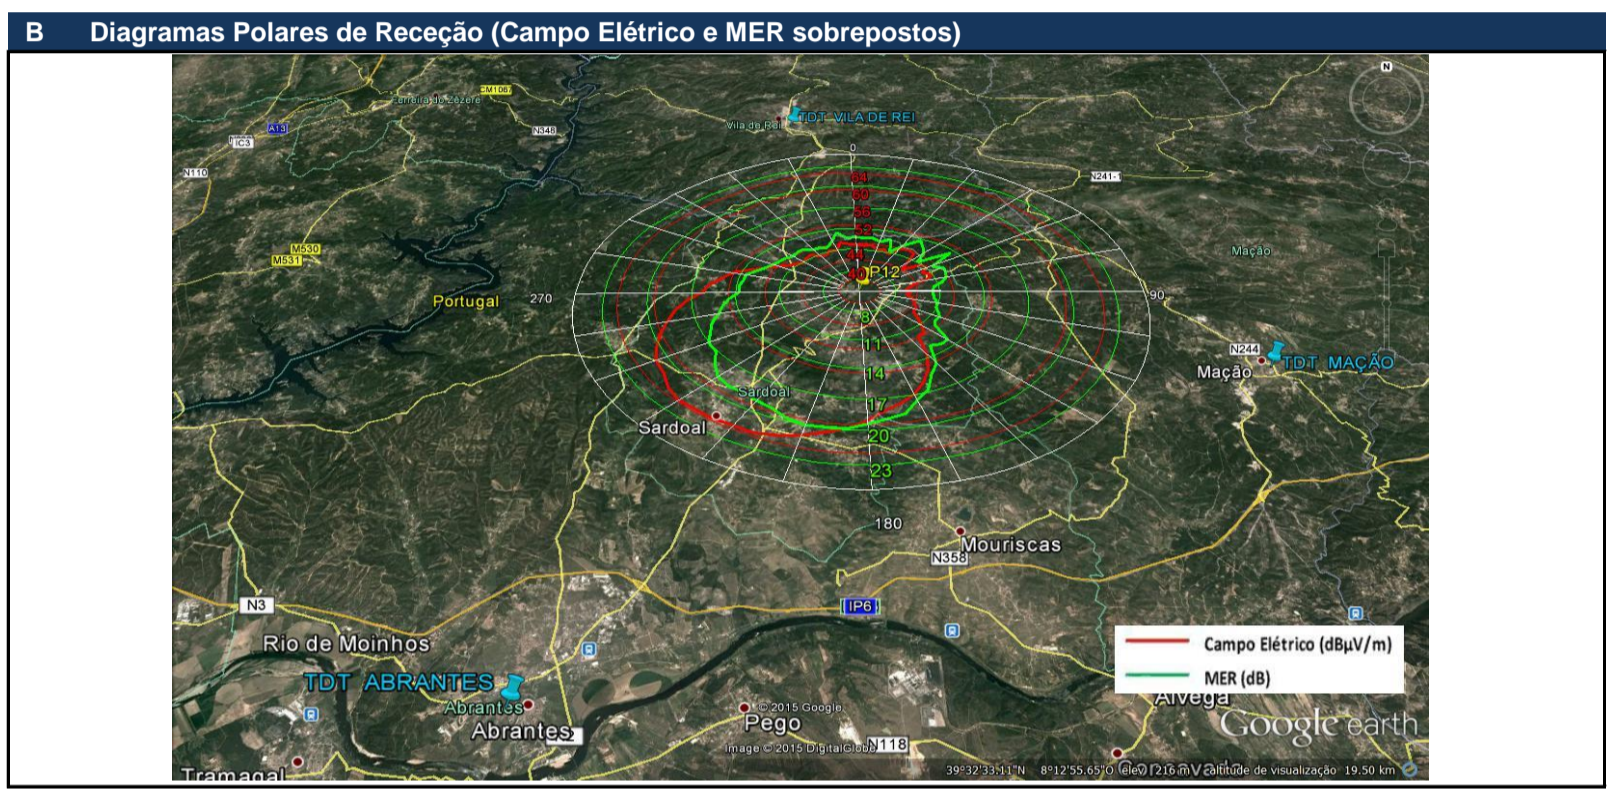 B Diagramas Polares de Receção (Campo Elétrico e MER sobrepostos)
N
CM1067
Ferreira do Zêzere
TDT VILA DE REI
Vila de Rei
A13
N348
IC3
0
N110
N241-1
64
60
56
52
M530
Mação
M531
44
40
P12
Portugal
270
90
8
11
N244
TDT MAÇÃO
Mação
14
Sardoal
17
Sardoal
20
23
180
Mouriscas
N358
N3
IP6
Rio de Moinhos
Campo Elétrico (dBµV/m)
MER (dB)
TDT ABRANTES
Abrantes
Alvega
© 2015 Google
Pego
Google earth
Abrantes
Image © 2015 DigitalGlobe
N118
Tramagal
39°32'33.11"N 8°12'55.65"O elev 216 m altitude de visualização 19.50 km